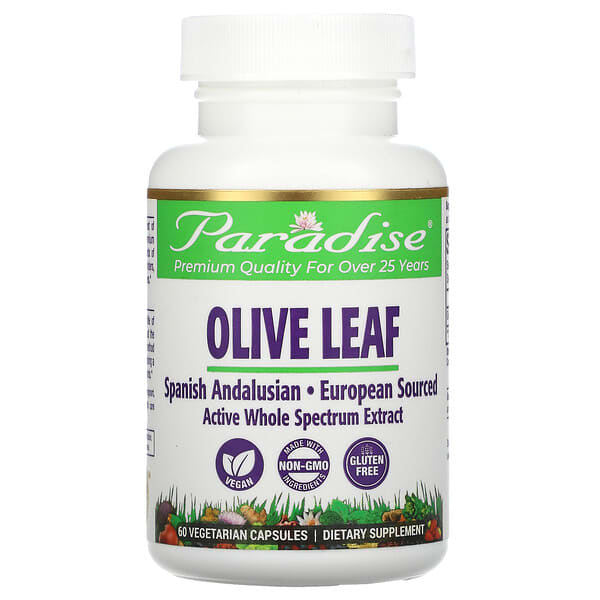 Paradise®
Premium Quality For Over 25 Years
OLIVE LEAF
Spanish Andalusian • European Sourced
Active Whole Spectrum Extract
VEGAN
MADE WITH
NON-GMO
INGREDIENTS
GLUTEN
FREE
60 VEGETARIAN CAPSULES | DIETARY SUPPLEMENT